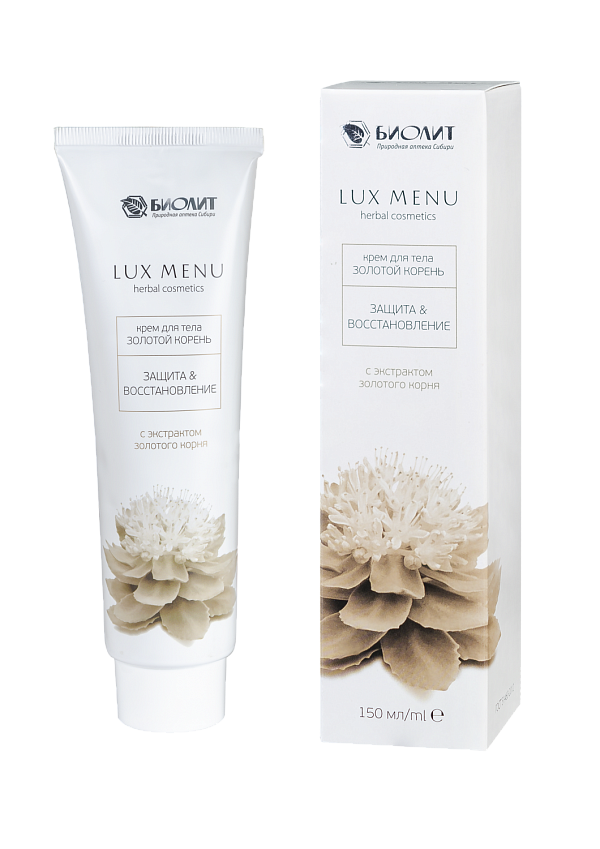 БИОЛИТ
Природная аптека Сибири
LUX MENU
herbal cosmetics
крем для тела
ЗОЛОТОЙ КОРЕНЬ
ЗАЩИТА &
ВОССТАНОВЛЕНИЕ
с экстрактом
золотого корня
БИОЛИТ
Природная аптека Сибири
LUX MENU
herbal cosmetics
крем для тела
ЗОЛОТОЙ КОРЕНЬ
ЗАЩИТА &
ВОССТАНОВЛЕНИЕ
с экстрактом
золотого корня
150 мл/ml ℮